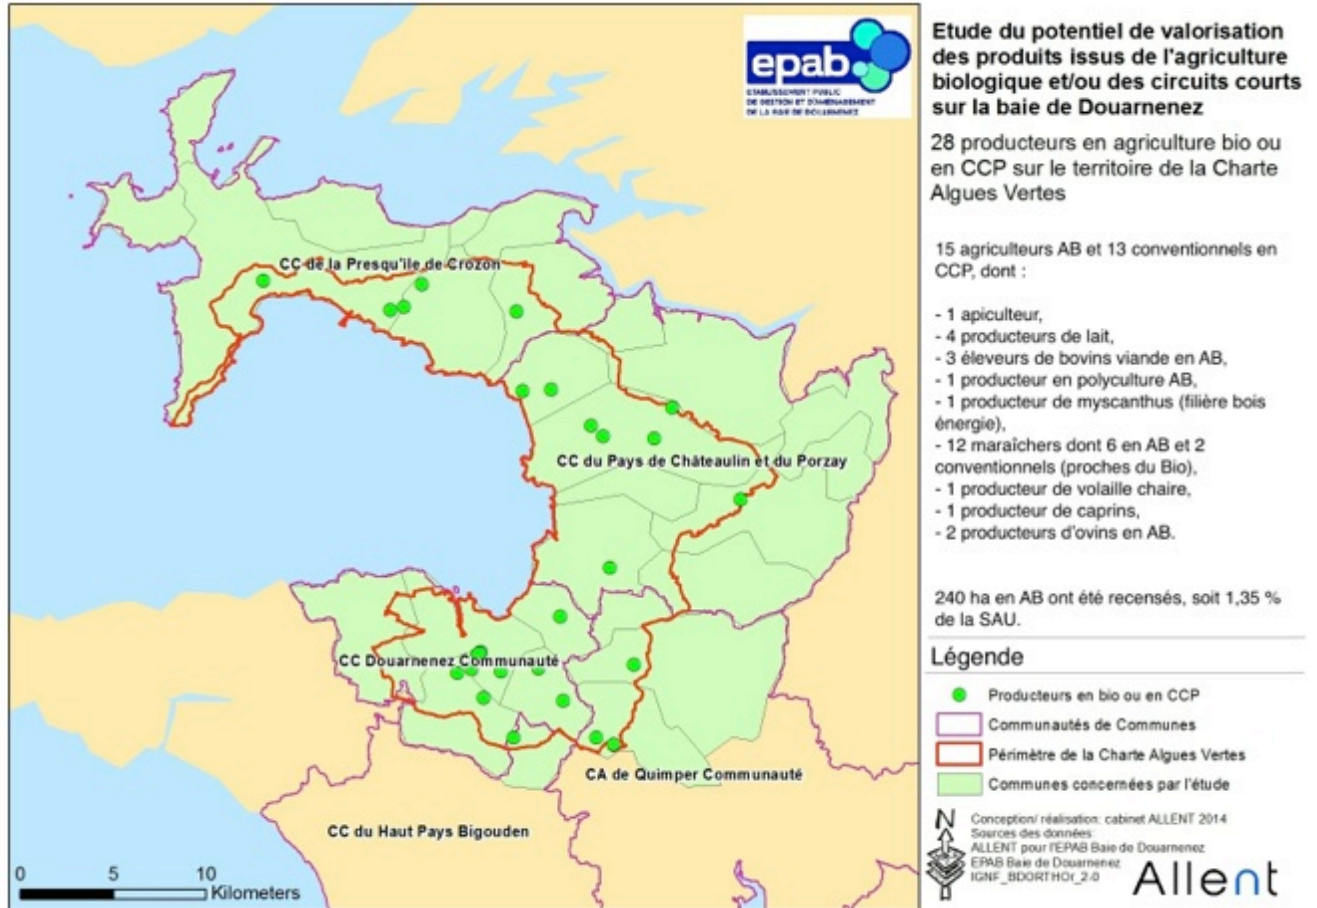 epab
ETABLISSEMENT PUBLIC
DE GESTION ET D'AMÉNAGEMENT
DE LA BAIE DE DOUARNENEZ
Etude du potentiel de valorisation
des produits issus de l'agriculture
biologique et/ou des circuits courts
sur la baie de Douarnenez
28 producteurs en agriculture bio ou
en CCP sur le territoire de la Charte
Algues Vertes
15 agriculteurs AB et 13 conventionnels en
CCP, dont :
- 1 apiculteur,
- 4 producteurs de lait,
- 3 éleveurs de bovins viande en AB,
- 1 producteur en polyculture AB,
- 1 producteur de myscanthus (filière bois
énergie),
- 12 maraîchers dont 6 en AB et 2
conventionnels (proches du Bio),
- 1 producteur de volaille chaire,
- 1 producteur de caprins,
- 2 producteurs d'ovins en AB.
240 ha en AB ont été recensés, soit 1,35 %
de la SAU.
Légende
Producteurs en bio ou en CCP
Communautés de Communes
Périmètre de la Charte Algues Vertes
Communes concernées par l'étude
N
Conception/ réalisation: cabinet ALLENT 2014
Sources des données:
ALLENT pour l'EPAB Baie de Douarnenez
EPAB Baie de Douarnenez
IGNF_BDORTHOr_2-0
Allent
CC de la Presqu'ile de Crozon
CC du Pays de Châteaulin et du Porzay
CC Douarnenez Communauté
CA de Quimper Communauté
CC du Haut Pays Bigouden
0 5 10
Kilometers